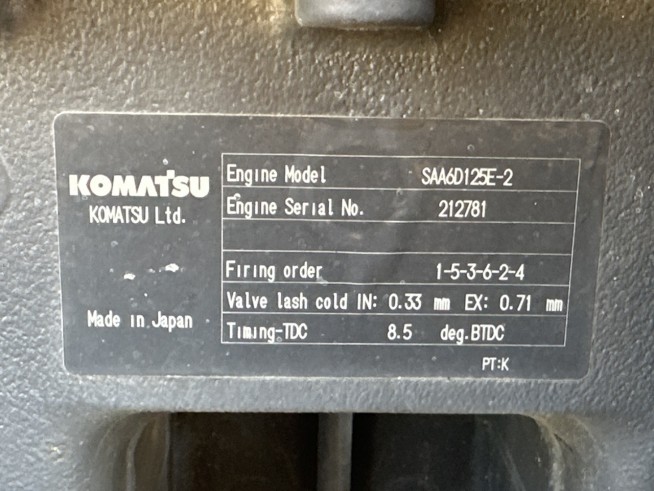 KOMATSU
KOMATSU Ltd.
Made in Japan
Engine Model SAA6D125E-2
Engine Serial No. 212781
Firing order 1-5-3-6-2-4
Valve lash cold IN: 0.33 mm EX: 0.71 mm
Timing-TDC 8.5 deg.BTDC
PT:K